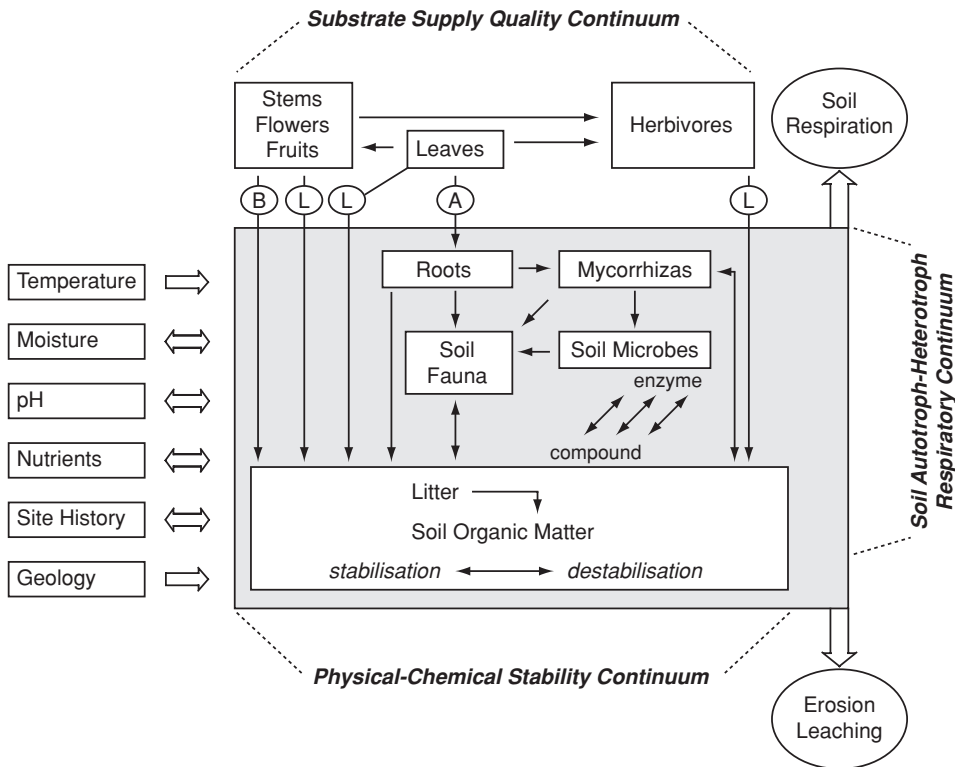 Substrate Supply Quality Continuum
Stems
Flowers
Fruits
Leaves
Herbivores
Soil
Respiration
B
L
L
A
L
Temperature
Moisture
pH
Nutrients
Site History
Geology
Roots
Mycorrhizas
Soil
Fauna
Soil Microbes
enzyme
compound
Litter
Soil Organic Matter
stabilisation
destabilisation
Soil Autotroph-Heterotroph
Respiratory Continuum
Physical-Chemical Stability Continuum
Erosion
Leaching